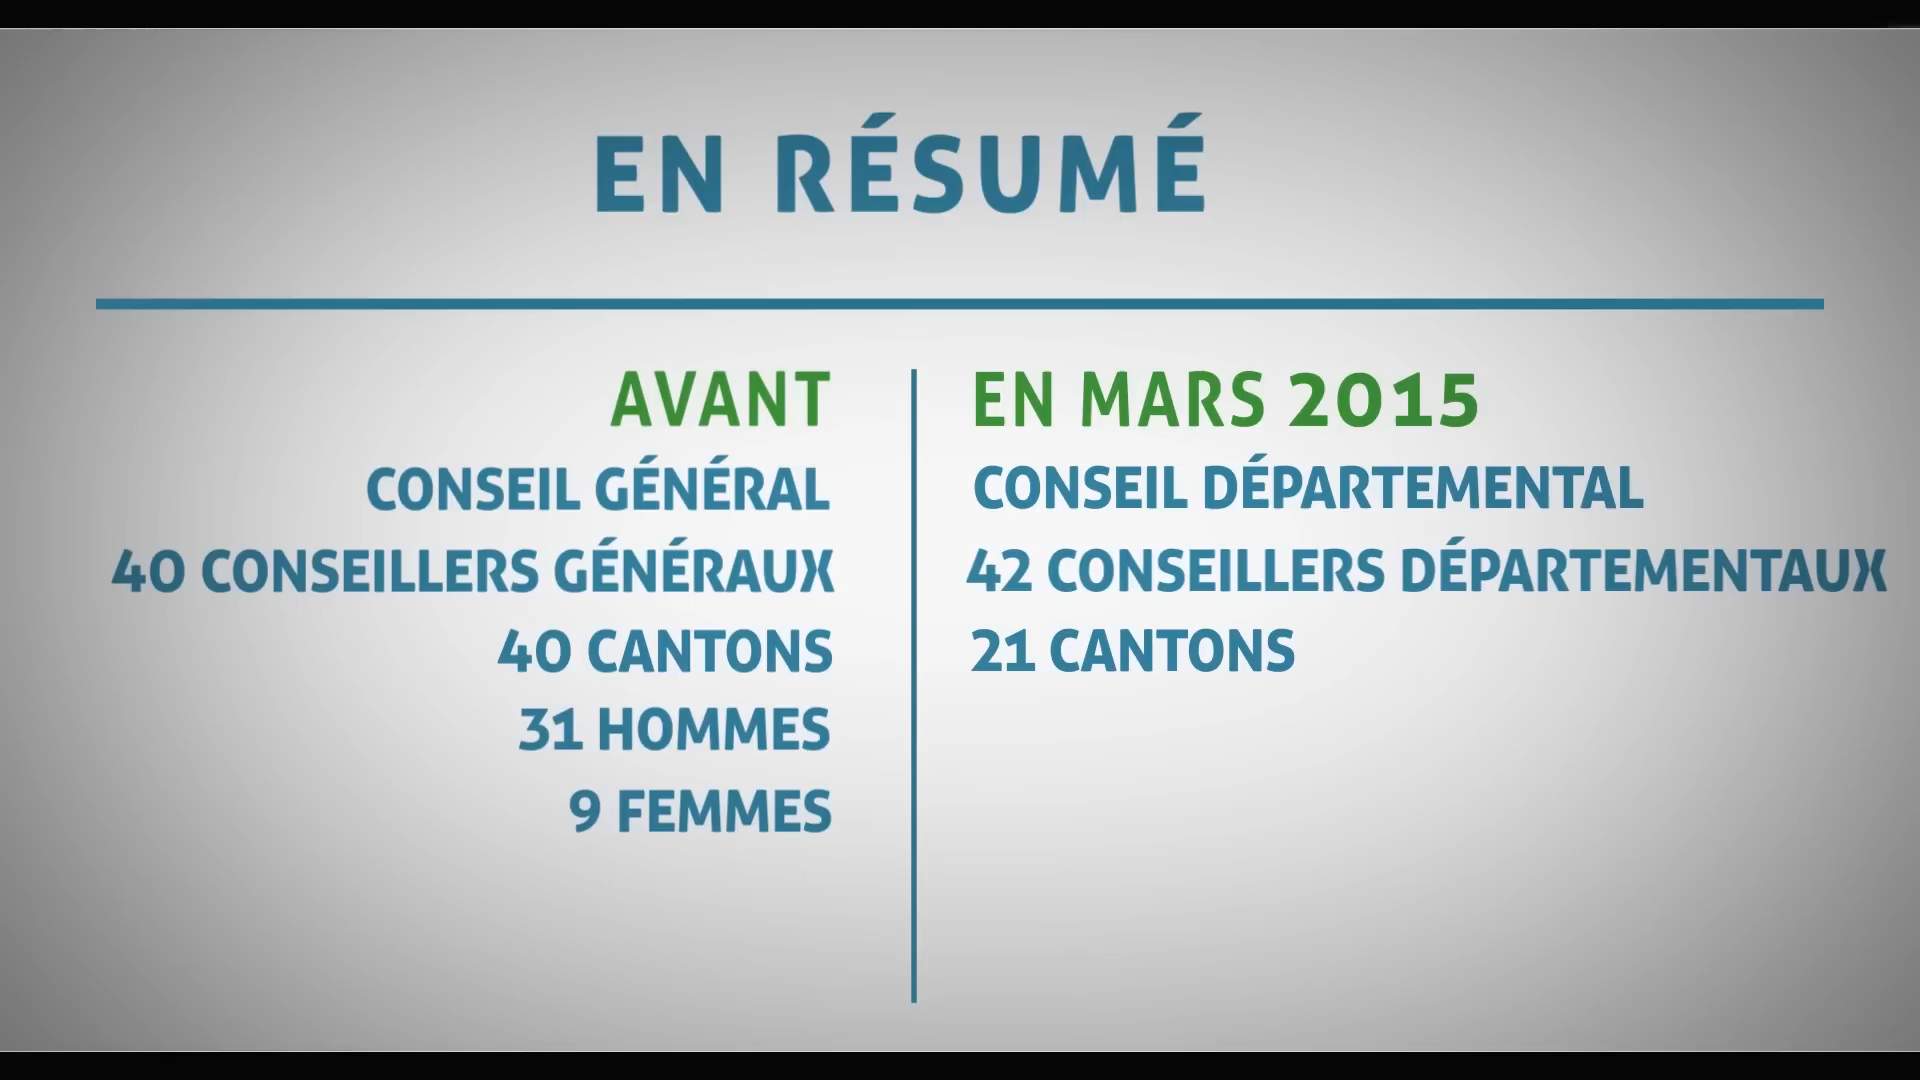 EN RÉSUMÉ
AVANT
CONSEIL GÉNÉRAL
40 CONSEILLERS GÉNÉRAUX
40 CANTONS
31 HOMMES
9 FEMMES
EN MARS 2015
CONSEIL DÉPARTEMENTAL
42 CONSEILLERS DÉPARTEMENTAUX
21 CANTONS